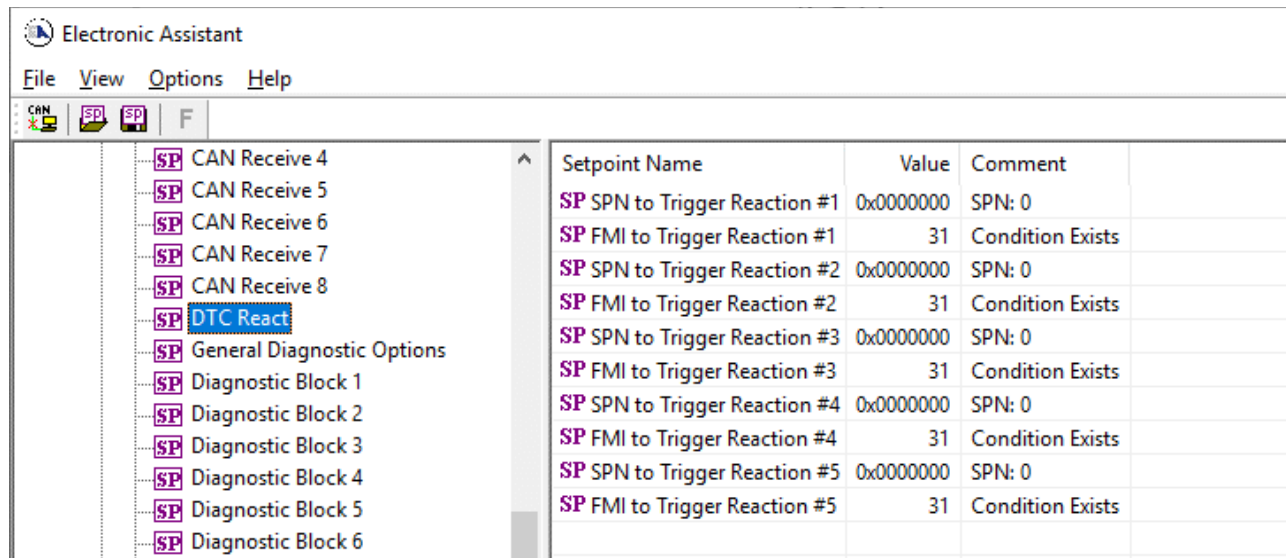 Electronic Assistant
File View Options Help
CAN SP SP F
SP CAN Receive 4
SP CAN Receive 5
SP CAN Receive 6
SP CAN Receive 7
SP CAN Receive 8
SP DTC React
SP General Diagnostic Options
SP Diagnostic Block 1
SP Diagnostic Block 2
SP Diagnostic Block 3
SP Diagnostic Block 4
SP Diagnostic Block 5
SP Diagnostic Block 6
Setpoint Name Value Comment
SP SPN to Trigger Reaction #1 0x0000000 SPN: 0
SP FMI to Trigger Reaction #1 31 Condition Exists
SP SPN to Trigger Reaction #2 0x0000000 SPN: 0
SP FMI to Trigger Reaction #2 31 Condition Exists
SP SPN to Trigger Reaction #3 0x0000000 SPN: 0
SP FMI to Trigger Reaction #3 31 Condition Exists
SP SPN to Trigger Reaction #4 0x0000000 SPN: 0
SP FMI to Trigger Reaction #4 31 Condition Exists
SP SPN to Trigger Reaction #5 0x0000000 SPN: 0
SP FMI to Trigger Reaction #5 31 Condition Exists